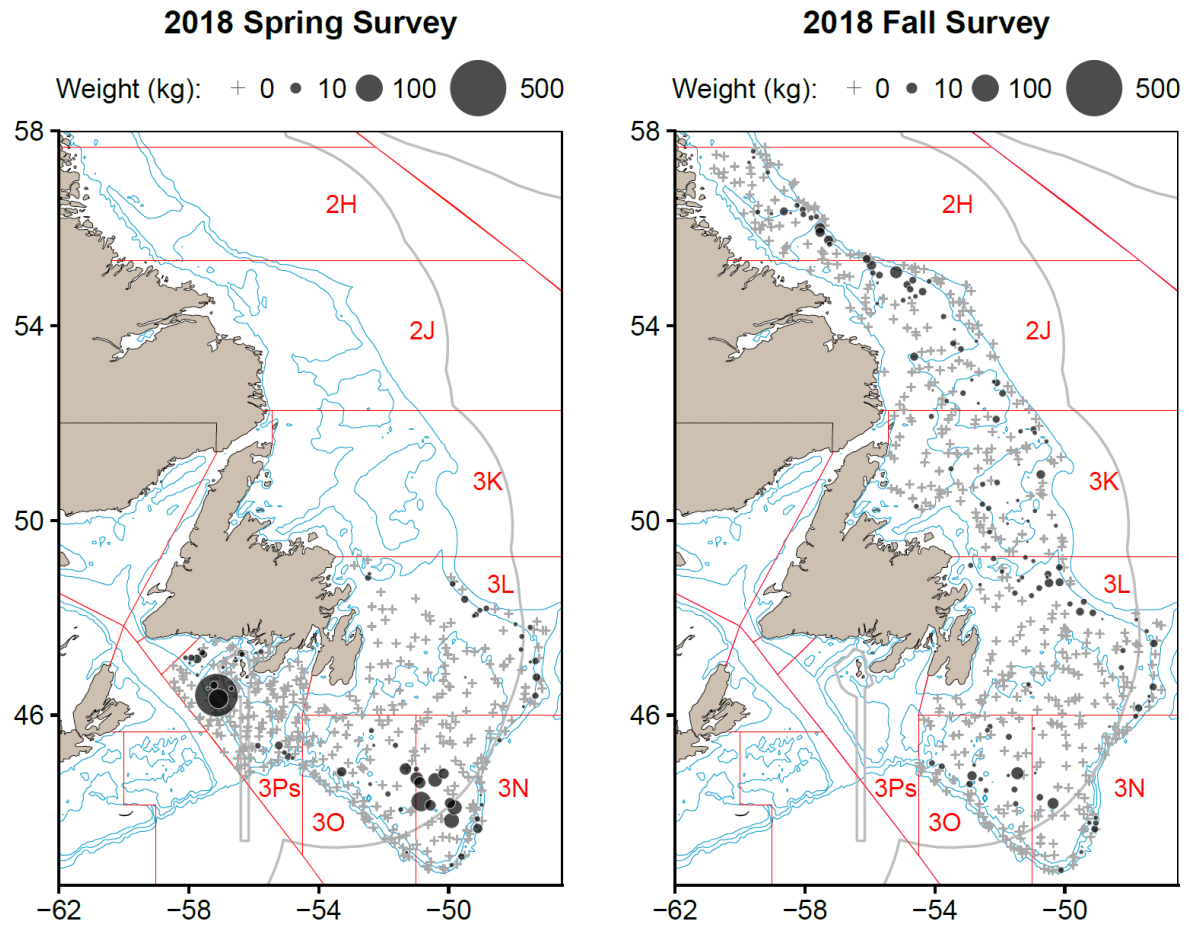 2018 Spring Survey
Weight (kg): 0 10 100 500
58
54
50
46
2H
2J
3K
3L
3N
3Ps
3O
−62 −58 −54 −50
2018 Fall Survey
Weight (kg): 0 10 100 500
2H
2J
3K
3L
3N
3Ps
3O
−62 −58 −54 −50
58
54
50
46